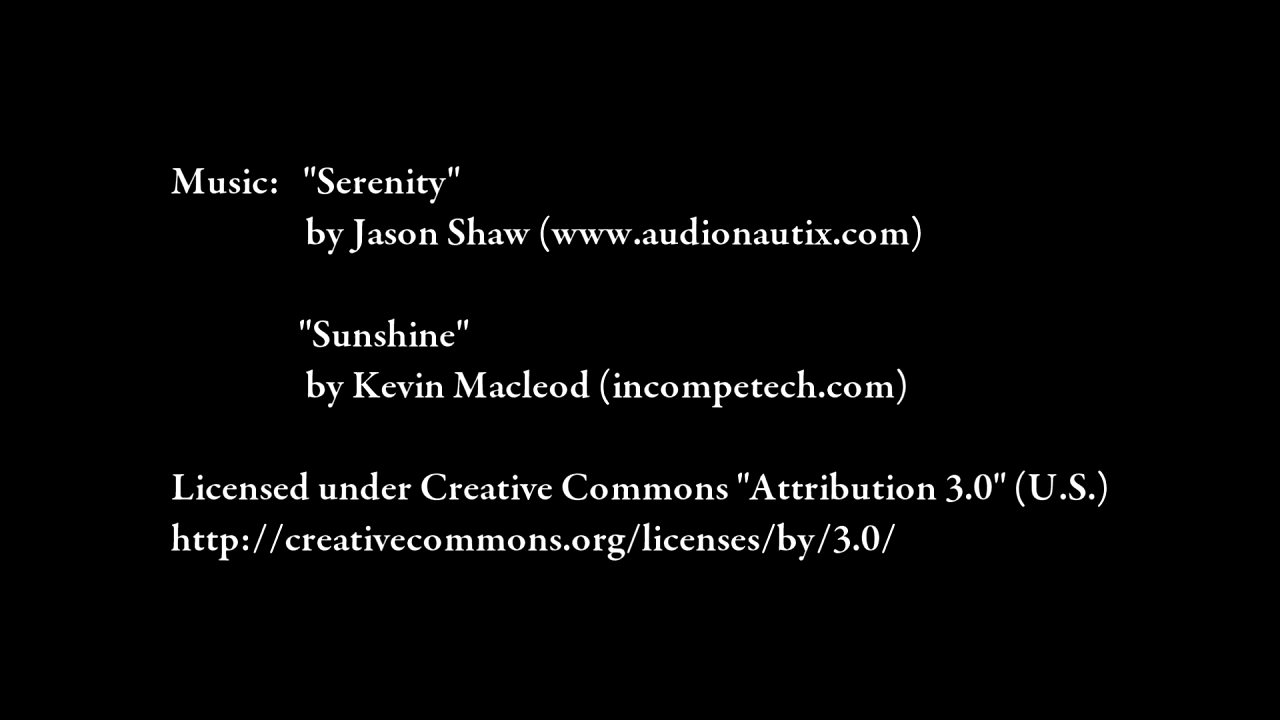 Music: "Serenity"
by Jason Shaw (www.audionautix.com)
"Sunshine"
by Kevin Macleod (incompetech.com)
Licensed under Creative Commons "Attribution 3.0" (U.S.)
http://creativecommons.org/licenses/by/3.0/